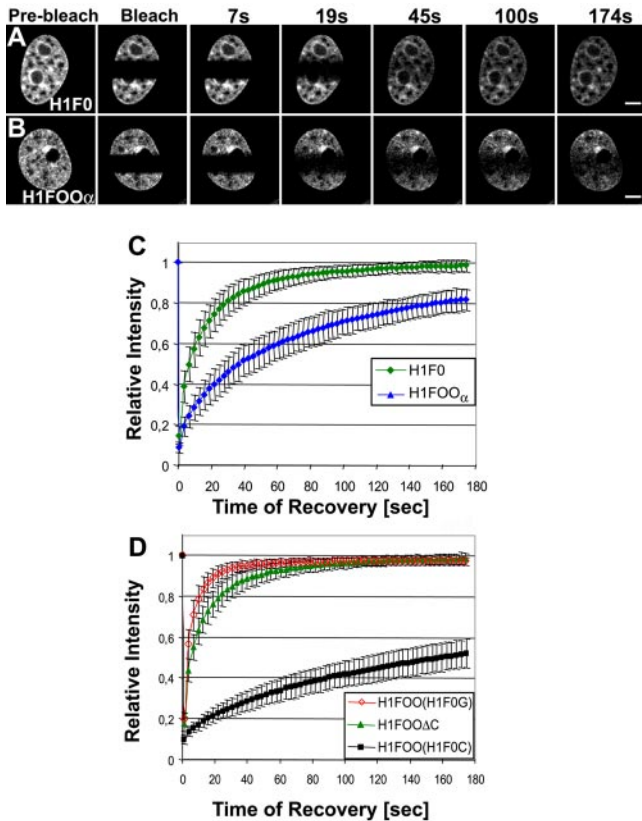 Pre-bleach Bleach 7s 19s 45s 100s 174s
A
H1F0
B
H1FOOα
C
Relative Intensity
1
0,8
0,6
0,4
0,2
0
H1F0
H1FOOα
0 20 40 60 80 100 120 140 160 180
Time of Recovery [sec]
D
Relative Intensity
1
0,8
0,6
0,4
0,2
0
H1FOO(H1F0G)
H1FOOΔC
H1FOO(H1F0C)
0 20 40 60 80 100 120 140 160 180
Time of Recovery [sec]